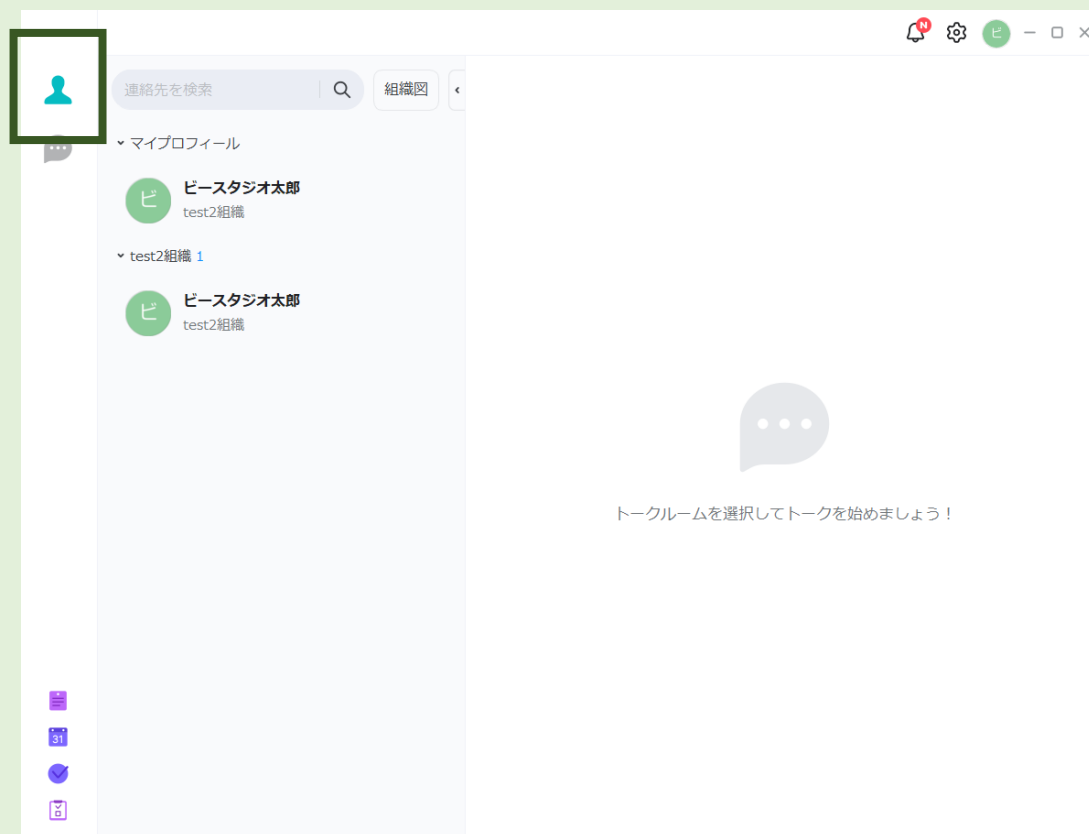 N
ビ
連絡先を検索
組織図
マイプロフィール
ビ
ビースタジオ太郎
test2組織
test2組織 1
ビ
ビースタジオ太郎
test2組織
トークルームを選択してトークを始めましょう！
31